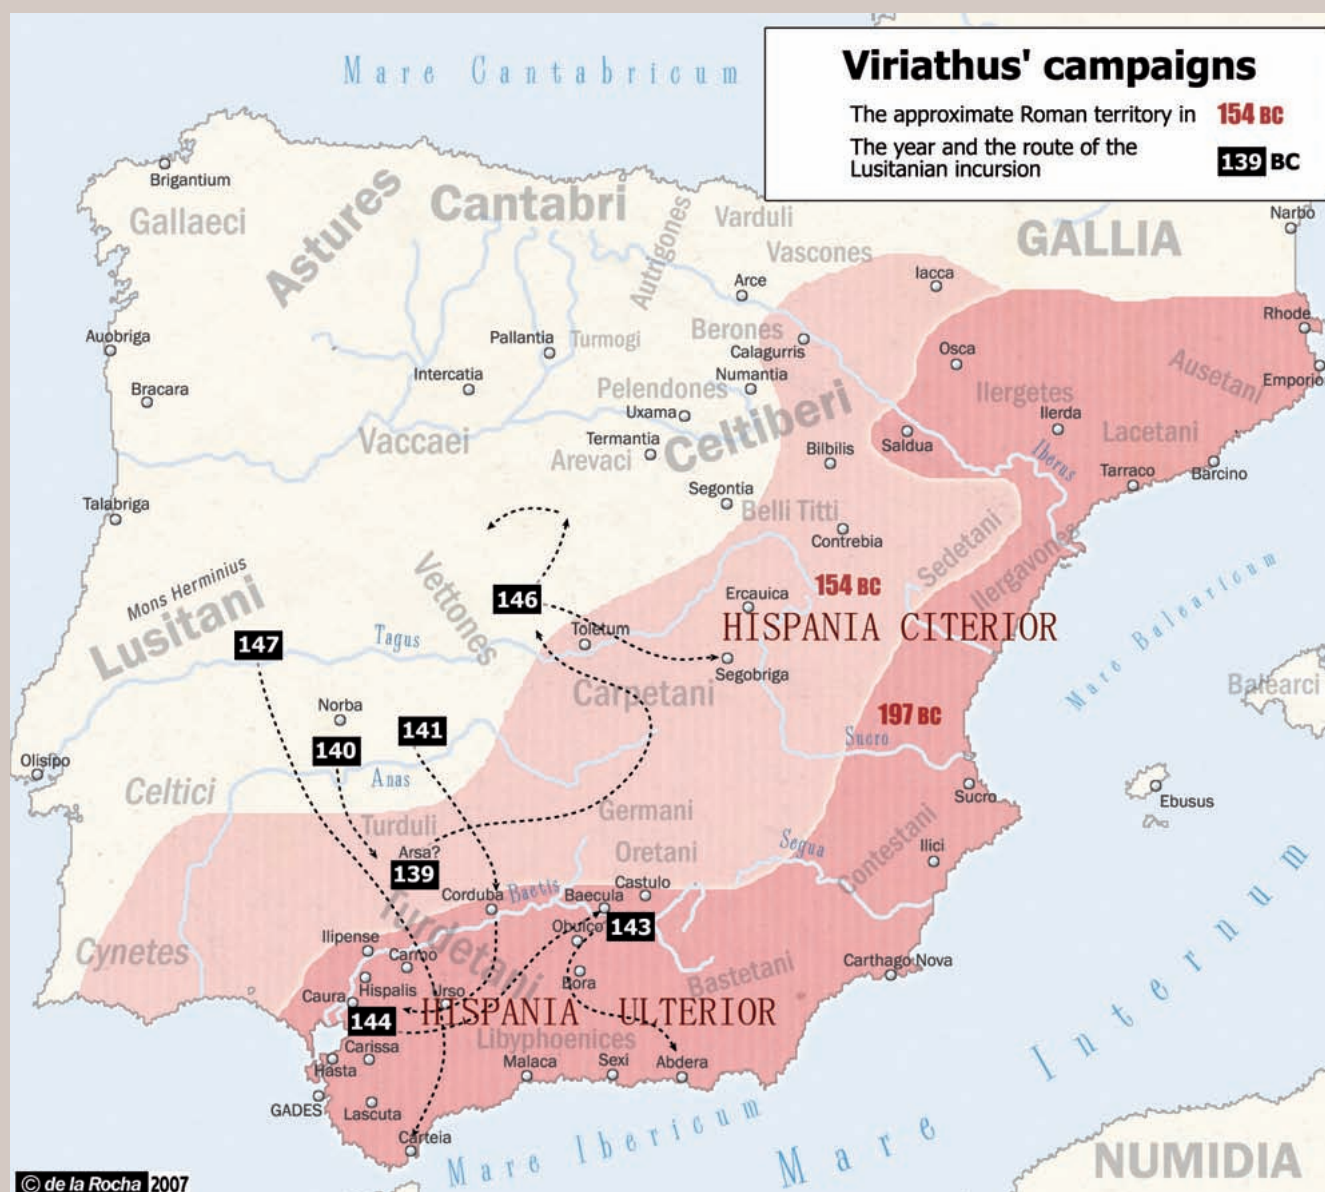 Mare Cantabricum
Viriathus' campaigns
The approximate Roman territory in 154 BC
The year and the route of the
Lusitanian incursion 139 BC
Brigantium
Gallaeci
Astures
Cantabri
Autrigones
Varduli
Vascones
GALLIA
Narbo
Iacca
Arce
Rhode
Auobriga
Pallantia
Turmogi
Berones
Calagurris
Osca
Ausetani
Emporio
Bracara
Intercatia
Pelendones
Numantia
Ilergetes
Uxama
Celtiberi
Ilerda
Vaccaei
Termantia
Arevaci
Bilbilis
Saldua
Lacetani
Iberus
Tarraco
Barcino
Talabriga
Segontia
Belli Titti
Contrebia
Sedetani
Ilergavones
Mons Herminius
Lusitani
Vettones
146
Ercauica
154 BC
HISPANIA CITERIOR
Mare Balearicum
147
Tagus
Toletum
Segobriga
Carpetani
Balearci
Norba
141
197 BC
140
Sucro
Olisipo
Anas
Celtici
Sucro
Ebusus
Turduli
Germani
Arsa?
139
Oretani
Segua
Contestani
Ilici
Corduba
Baetis
Baecula
Castulo
Turdetani
Obulco
143
Cynetes
Ilipense
Carmo
Bora
Bastetani
Carthago Nova
Caura
Hispalis
Urso
144
HISPANIA ULTERIOR
Libyphoenices
Carissa
Hasta
Malaca
Sexi
Abdera
GADES
Lascuta
Carteia
Mare Ibericum
Mare Internum
NUMIDIA
© de la Rocha 2007